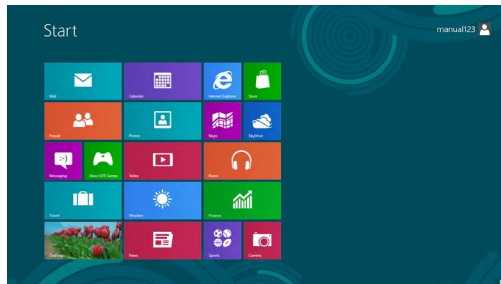 Start
manual123
Mail
Calendar
Internet Explorer
Store
People
Photos
Maps
SkyDrive
Messaging
Xbox LIVE Games
Video
Music
Travel
Weather
Finance
Desktop
News
Sports
Camera